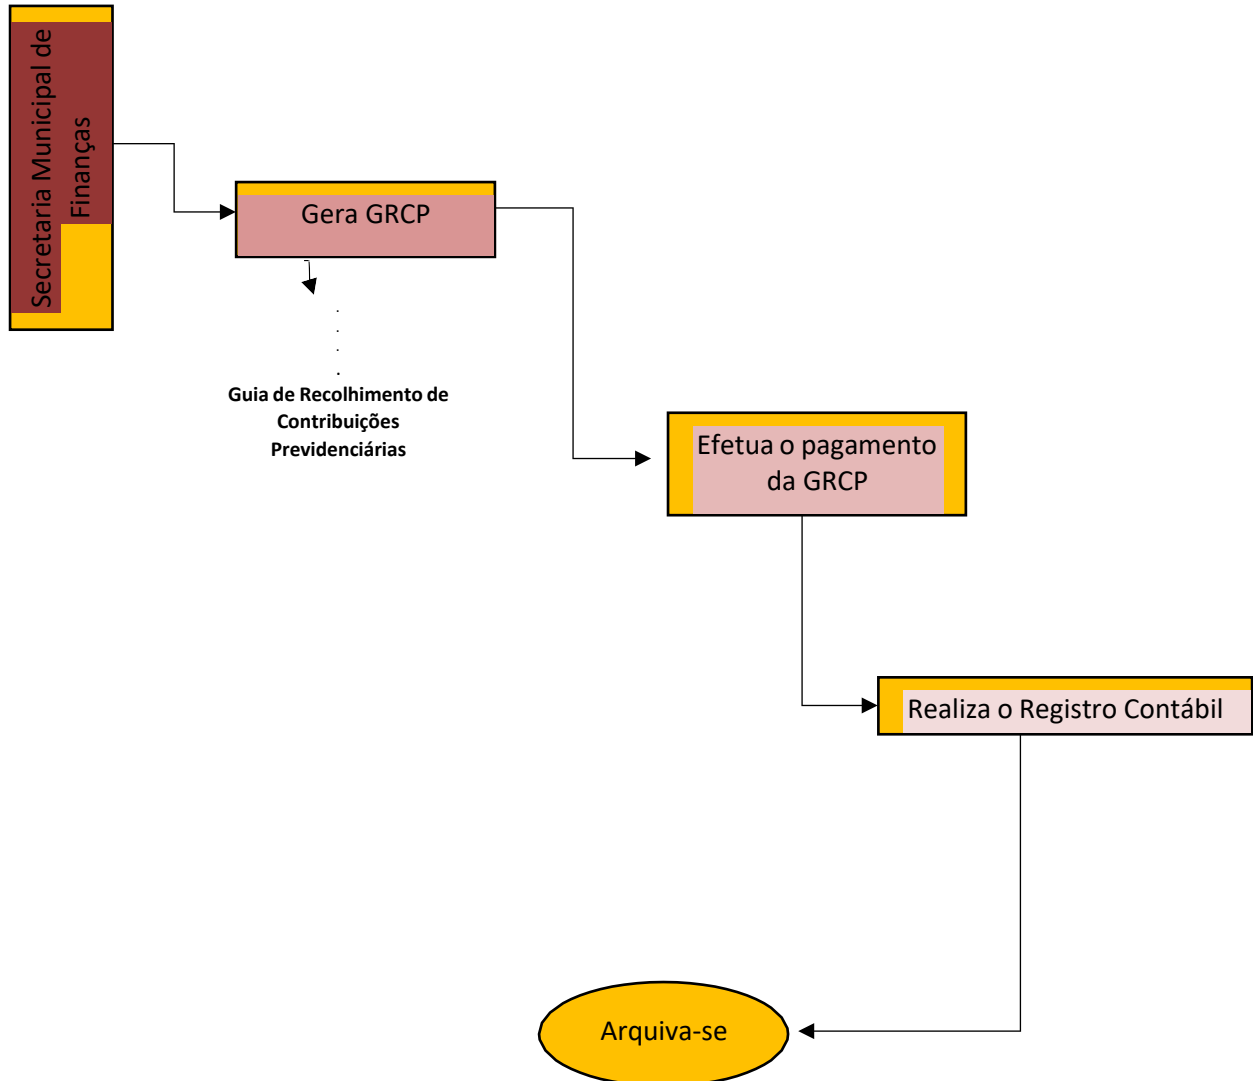 Secretaria Municipal de
Finanças
Gera GRCP
.
.
.
.
Guia de Recolhimento de
Contribuições
Previdenciárias
Efetua o pagamento
da GRCP
Realiza o Registro Contábil
Arquiva-se